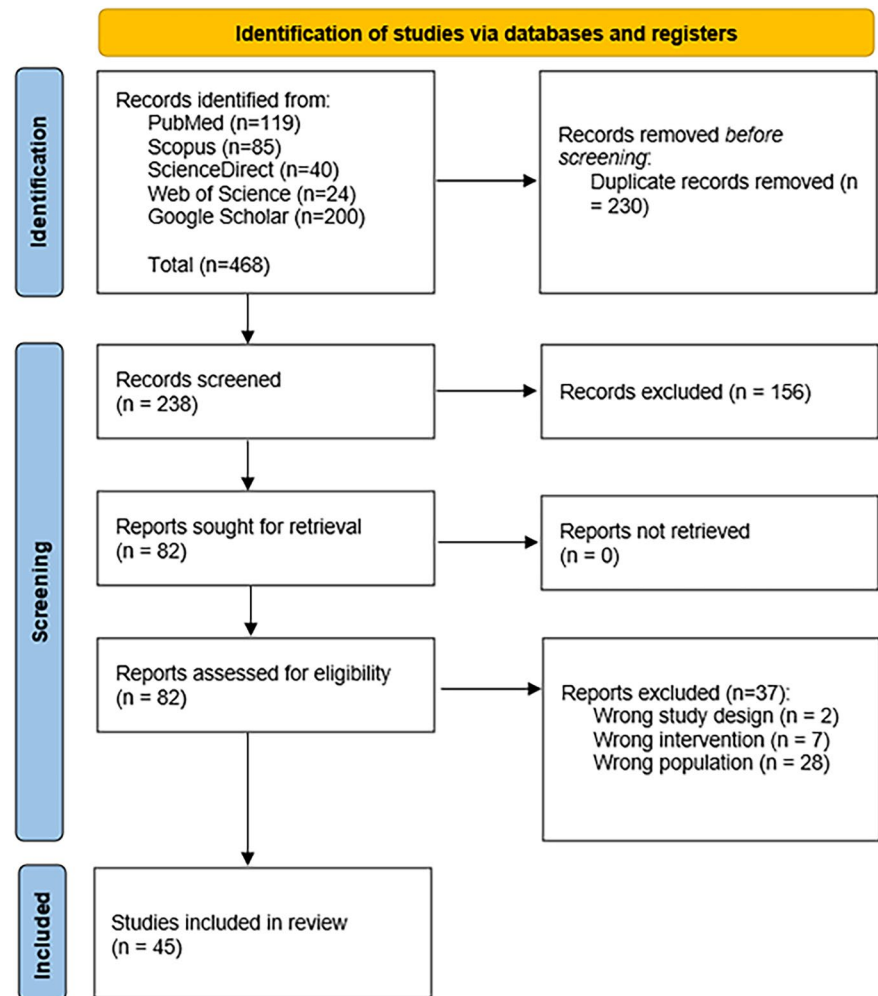 Identification of studies via databases and registers
Identification
Records identified from:
PubMed (n=119)
Scopus (n=85)
ScienceDirect (n=40)
Web of Science (n=24)
Google Scholar (n=200)
Total (n=468)
Records removed before
screening:
Duplicate records removed (n
= 230)
Screening
Records screened
(n = 238)
Records excluded (n = 156)
Reports sought for retrieval
(n = 82)
Reports not retrieved
(n = 0)
Reports assessed for eligibility
(n = 82)
Reports excluded (n=37):
Wrong study design (n = 2)
Wrong intervention (n = 7)
Wrong population (n = 28)
Included
Studies included in review
(n = 45)